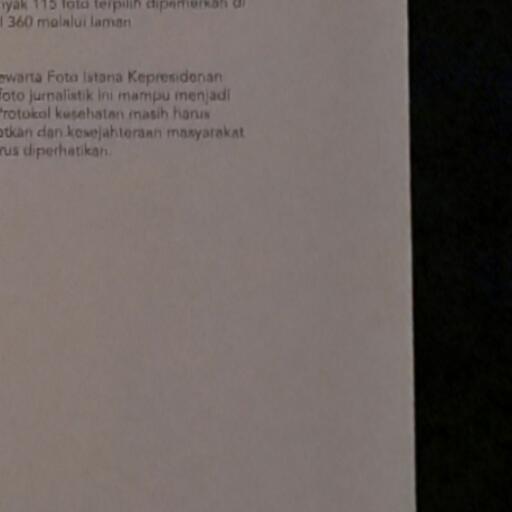 nyak 115 foto terpilih dipamerkan di
l 360 melalui laman
ewarta Foto Istana Kepresidenan
foto jurnalistik ini mampu menjadi
Protokol kesehatan masih harus
atkan dan kesejahteraan masyarakat
rus diperhatikan.